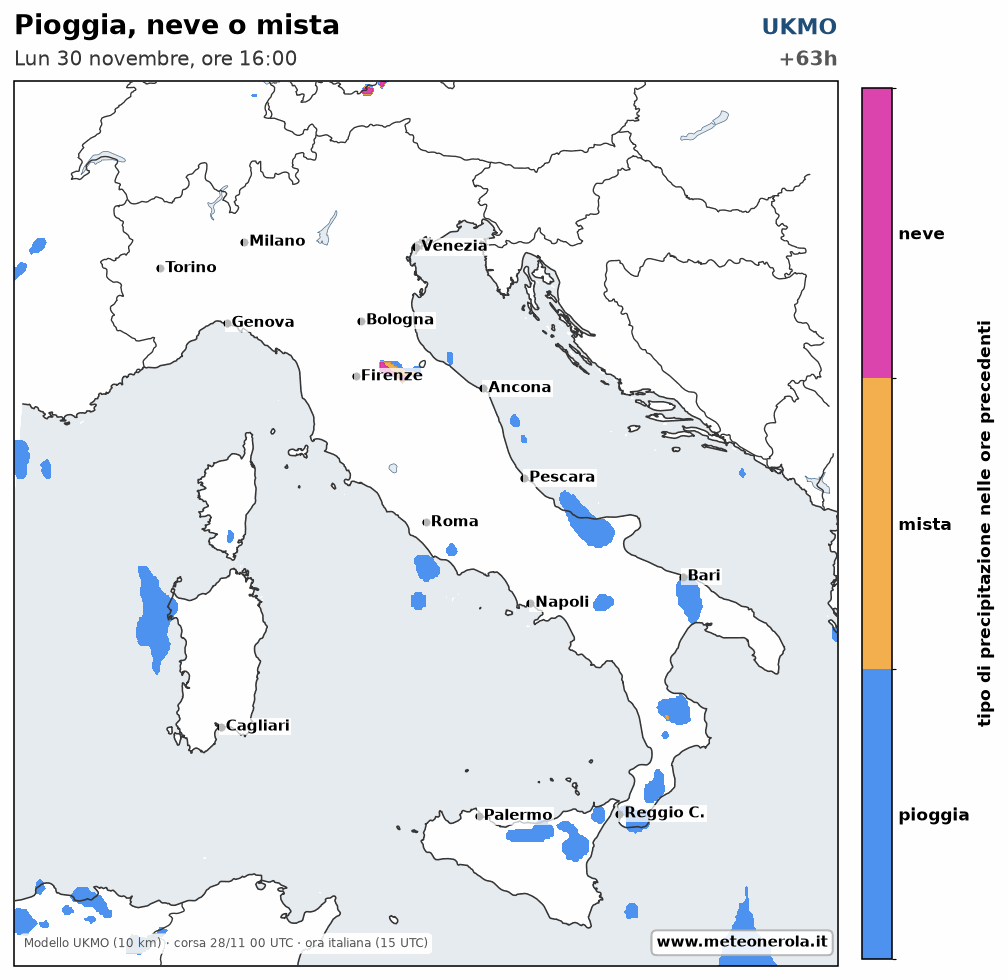 Pioggia, neve o mista
UKMO
Lun 30 novembre, ore 16:00
+63h
neve
Milano
Venezia
Torino
Bologna
Genova
Firenze
Ancona
mista
Pescara
Roma
Bari
Napoli
Cagliari
Palermo
Reggio C.
pioggia
tipo di precipitazione nelle ore precedenti
Modello UKMO (10 km) · corsa 28/11 00 UTC · ora italiana (15 UTC)
www.meteonerola.it